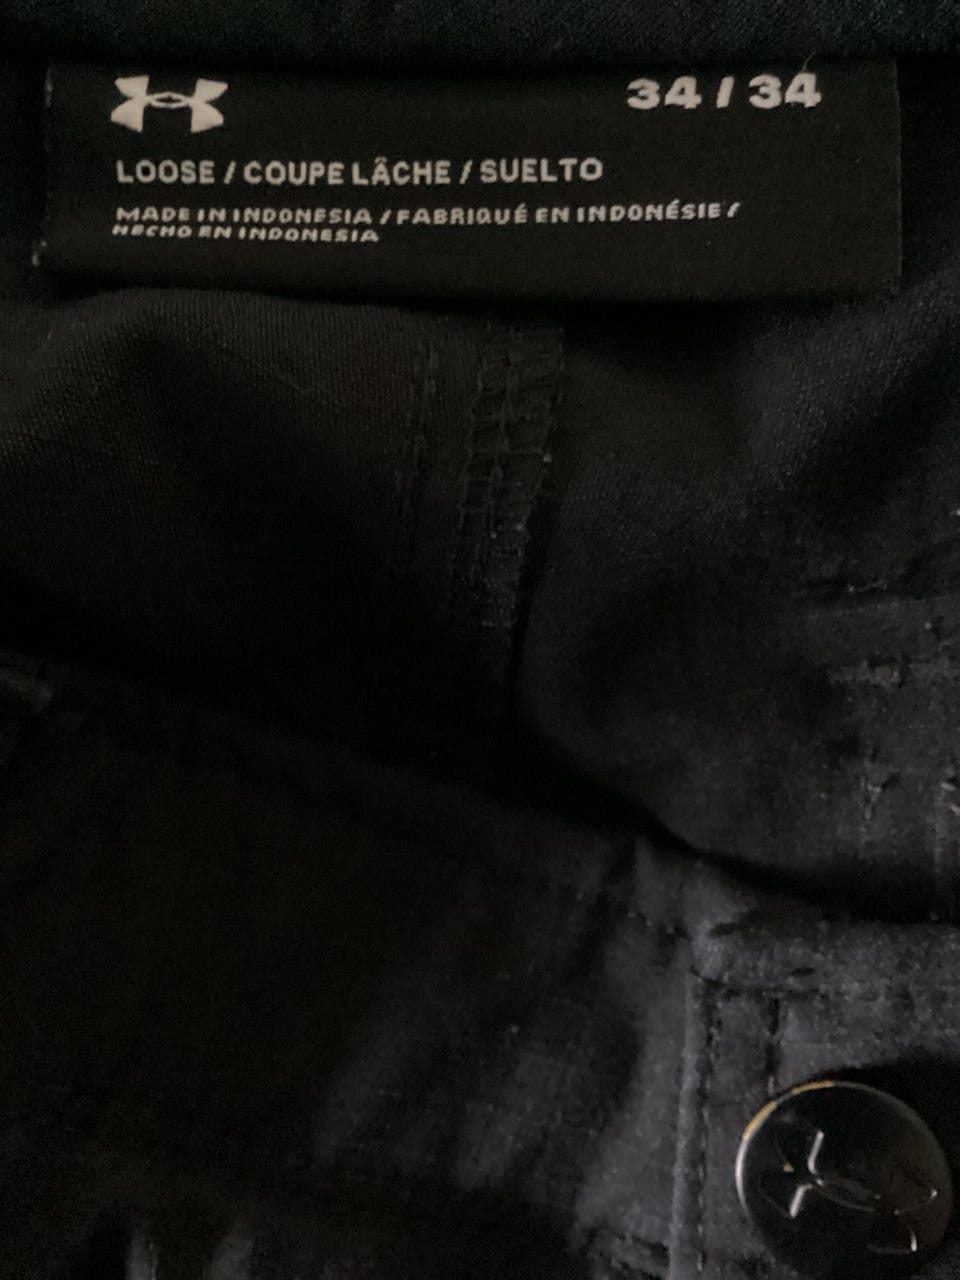 34 / 34
LOOSE / COUPE LÂCHE / SUELTO
MADE IN INDONESIA / FABRIQUÉ EN INDONÉSIE /
HECHO EN INDONESIA